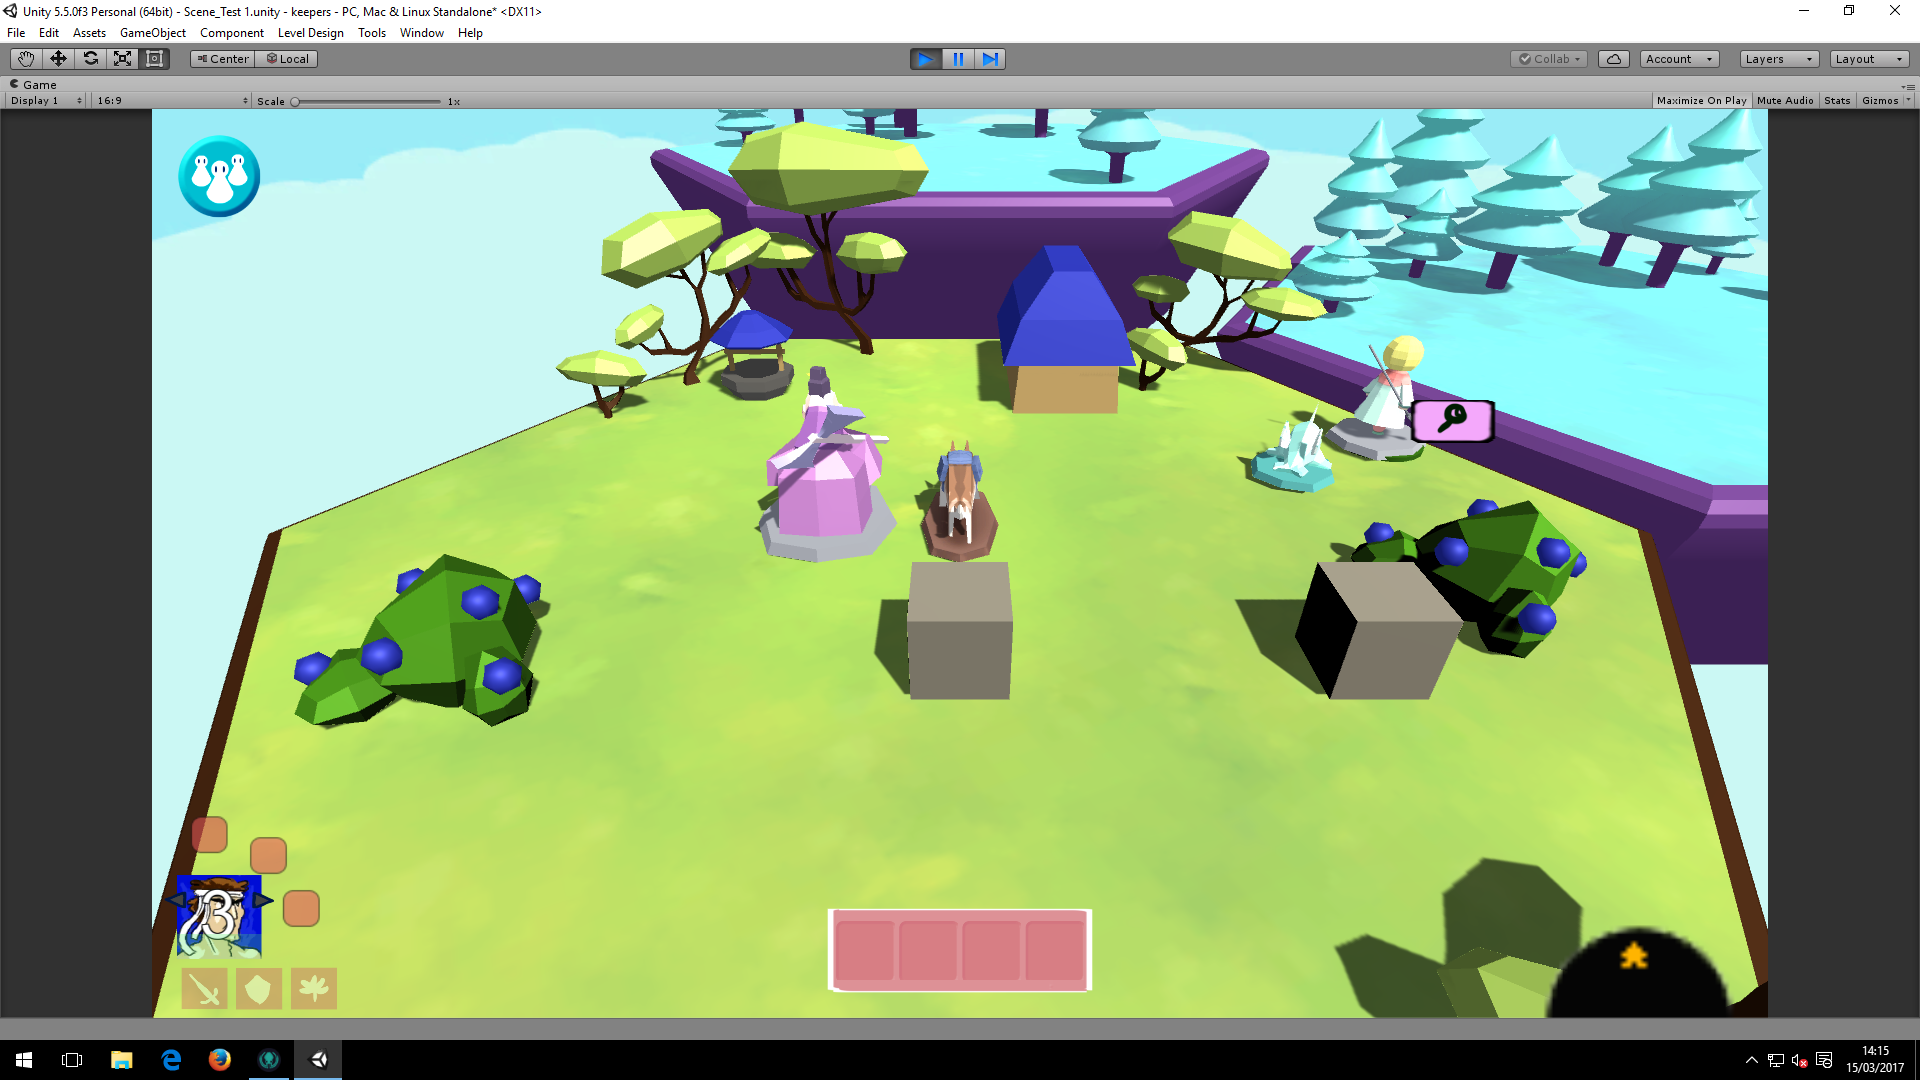 Unity 5.5.0f3 Personal (64bit) - Scene_Test 1.unity - keepers - PC, Mac & Linux Standalone* <DX11>
File Edit Assets GameObject Component Level Design Tools Window Help
Center Local Collab Account Layers Layout
Game
Display 1 16:9 Scale 1x Maximize On Play Mute Audio Stats Gizmos
3
14:15
15/03/2017